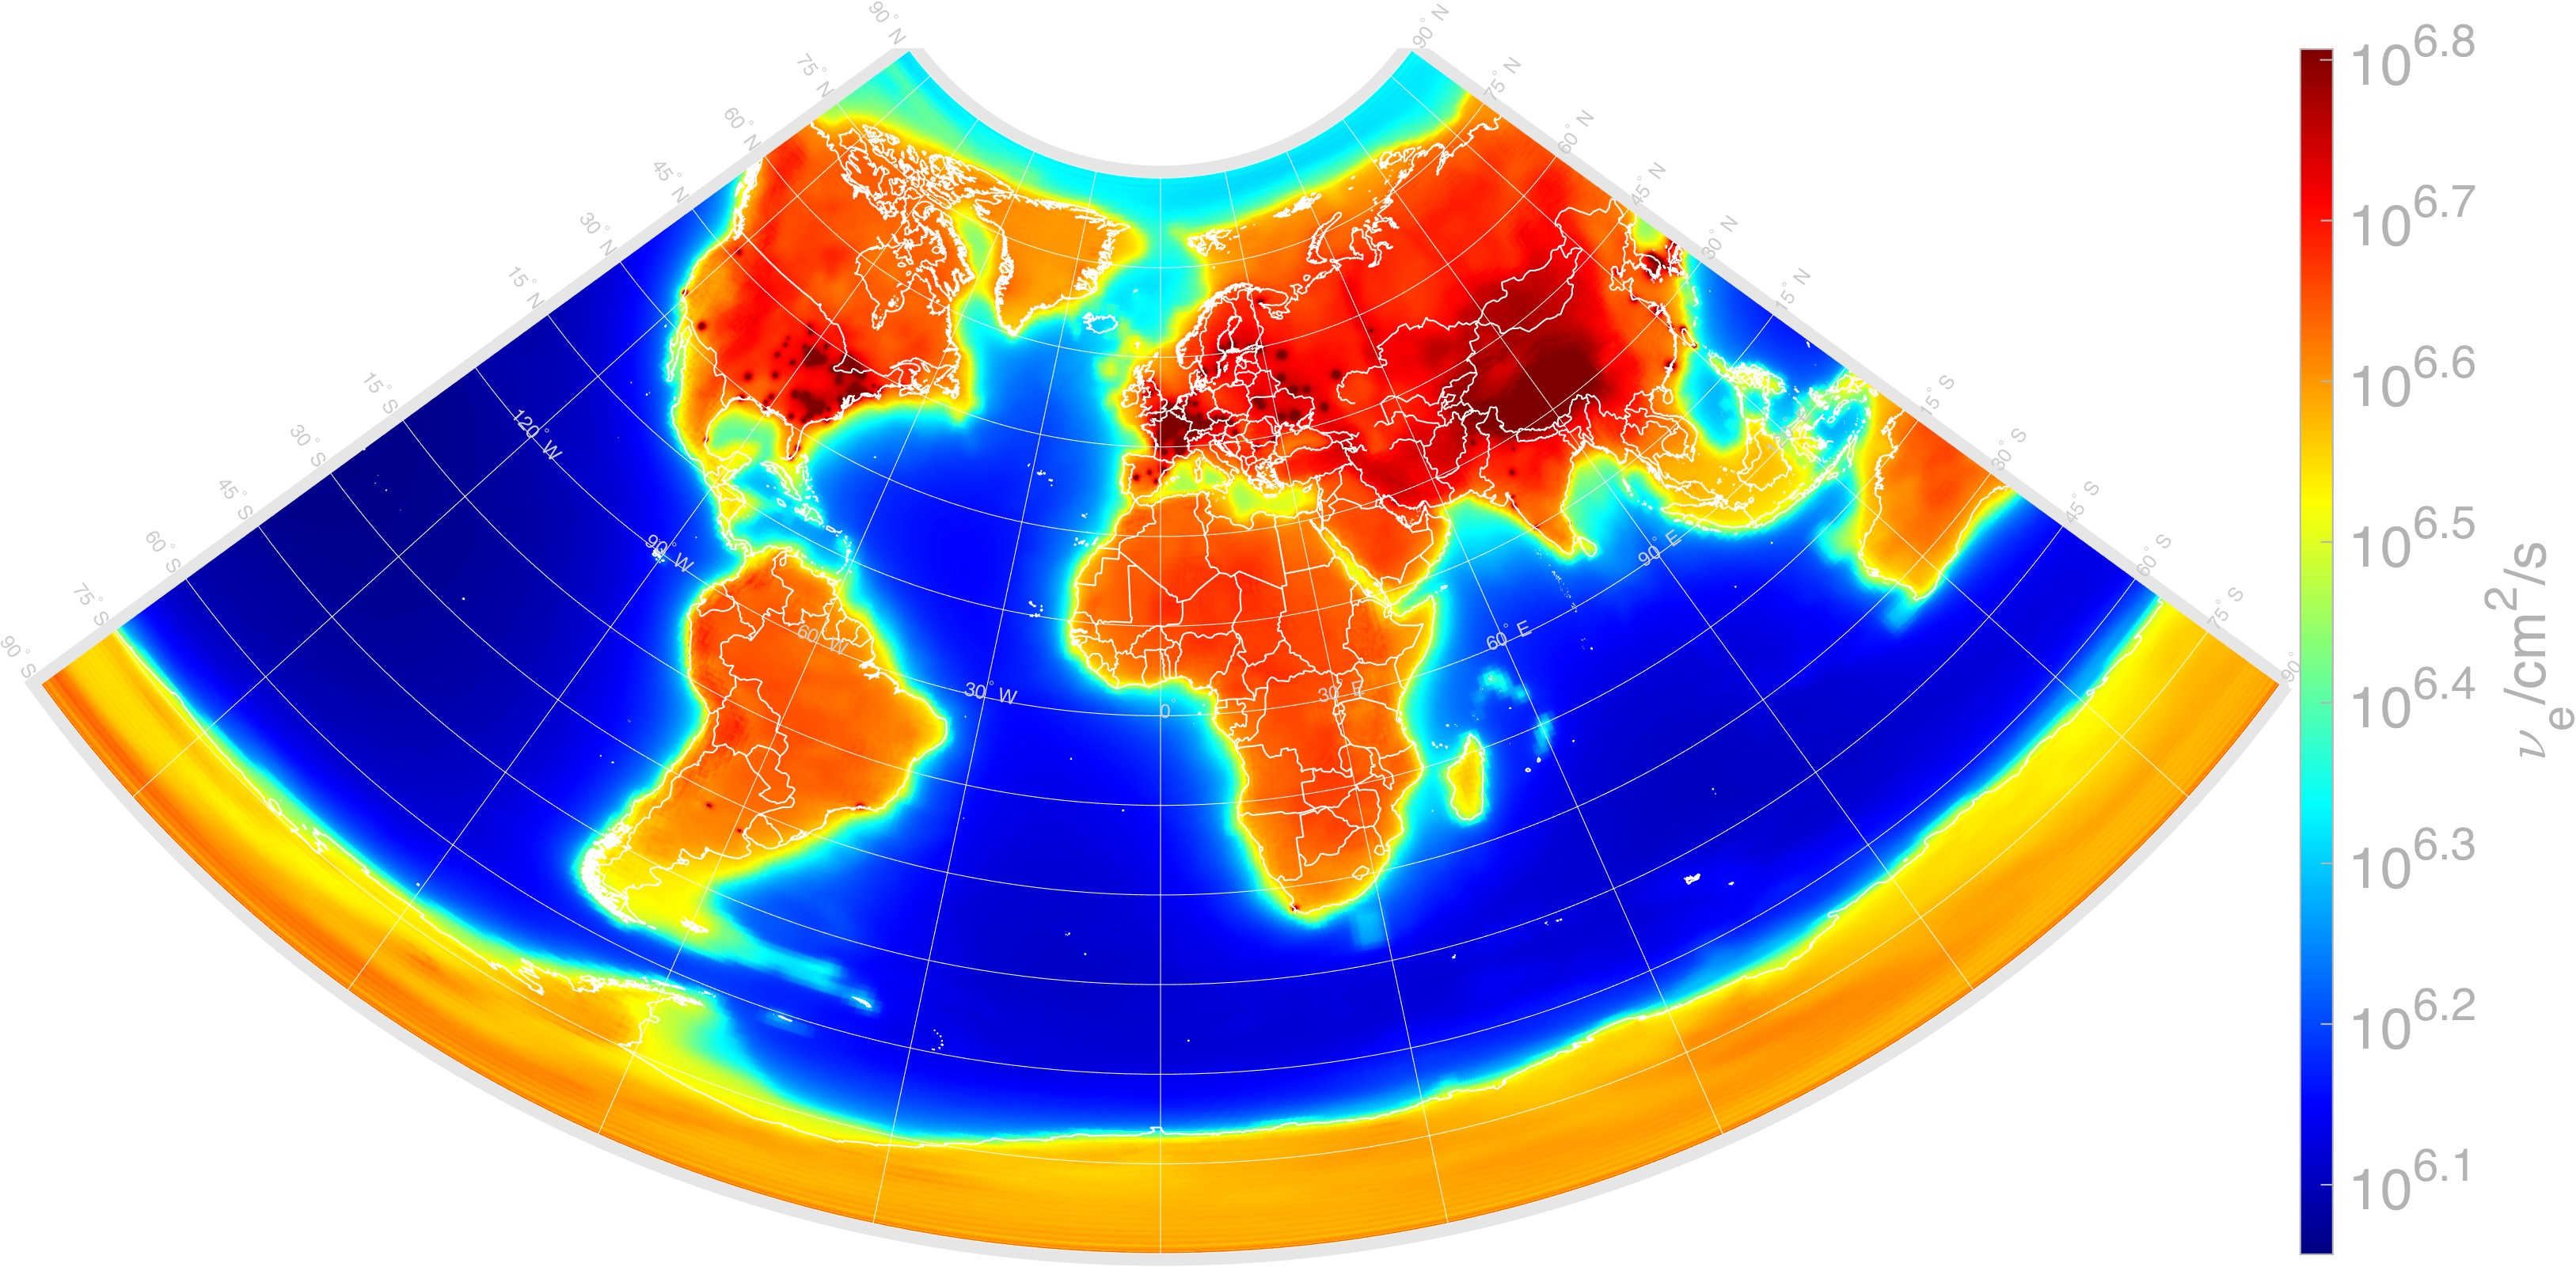 90° N
75° N
60° N
45° N
30° N
15° N
15° S
30° S
45° S
60° S
75° S
90° S
120° W
90° W
60° W
30° W
0°
30° E
60° E
90° E
90° N
75° N
60° N
45° N
30° N
15° N
15° S
30° S
45° S
60° S
75° S
90°
10^6.8
10^6.7
10^6.6
10^6.5
10^6.4
10^6.3
10^6.2
10^6.1
ν_e/cm^2/s